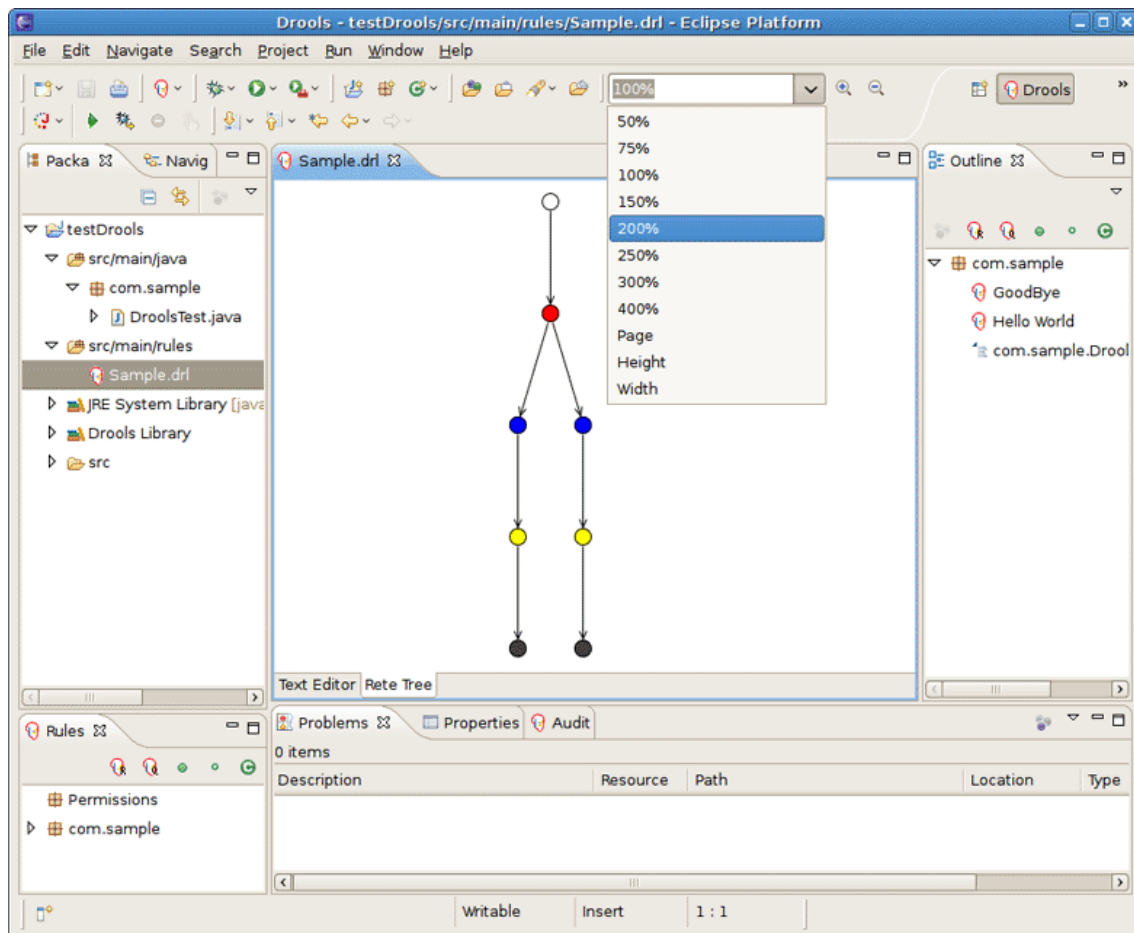 Drools - testDrools/src/main/rules/Sample.drl - Eclipse Platform
File Edit Navigate Search Project Run Window Help
100%
Drools
»
50%
75%
100%
150%
200%
250%
300%
400%
Page
Height
Width
Packa
Navig
testDrools
src/main/java
com.sample
DroolsTest.java
src/main/rules
Sample.drl
JRE System Library [java
Drools Library
src
Sample.drl
Text Editor
Rete Tree
Outline
com.sample
GoodBye
Hello World
com.sample.Drool
Rules
Permissions
com.sample
Problems
Properties
Audit
0 items
Description Resource Path Location Type
Writable Insert 1 : 1